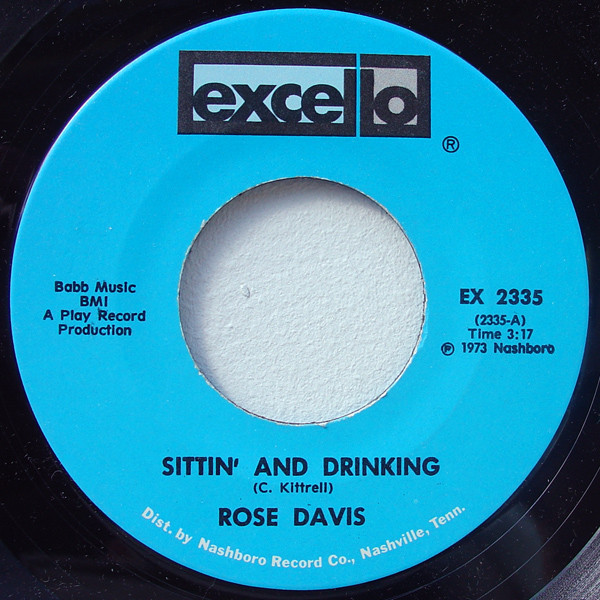 excello
®
Babb Music
BMI
A Play Record
Production
EX 2335
(2335-A)
Time 3:17
℗ 1973 Nashboro
SITTIN' AND DRINKING
(C. Kittrell)
ROSE DAVIS
Dist. by Nashboro Record Co., Nashville, Tenn.